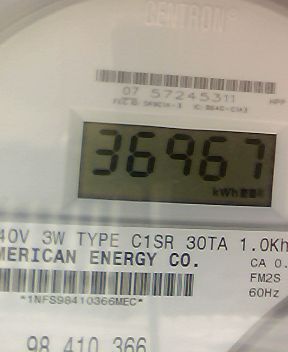 CENTRON®
07 57245311
36967
kWh
40V 3W TYPE C1SR 30TA 1.0Kh
MERICAN ENERGY CO.
CA 0.
FM2S
60Hz
*1NFS98410366MEC*
98 410 366